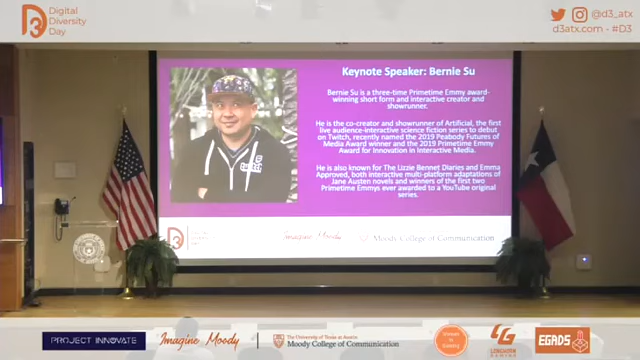 Digital
Diversity
Day
D3
@d3_atx
d3atx.com - #D3
Keynote Speaker: Bernie Su
Bernie Su is a three-time Primetime Emmy award-
winning short form and interactive creator and
showrunner.
He is the co-creator and showrunner of Artificial, the first
live audience-interactive science fiction series to debut
on Twitch, recently named the 2019 Peabody Futures of
Media Award winner and the 2019 Primetime Emmy
Award for Innovation in Interactive Media.
He is also known for The Lizzie Bennet Diaries and Emma
Approved, both interactive multi-platform adaptations of
Jane Austen novels and winners of the first two
Primetime Emmys ever awarded to a YouTube original
series.
twitch
Imagine Moody
Moody College of Communication
PROJECT INNOVATE
Imagine Moody
The University of Texas at Austin
Moody College of Communication
LONGHORN
GAMING
EGADS